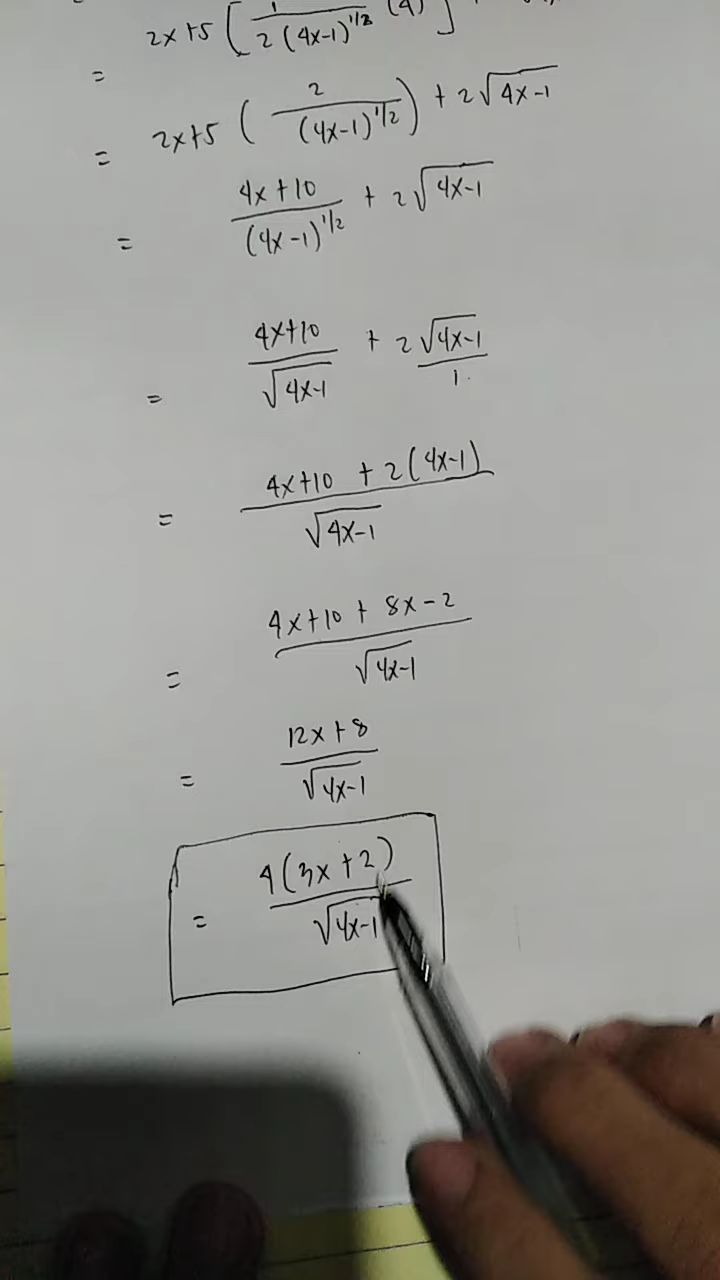 2x+5 [ 1/(2(4x-1)^1/2) (4) ]
=
= 2x+5 ( 2/((4x-1)^1/2) ) + 2√(4x-1)
= (4x+10)/((4x-1)^1/2) + 2√(4x-1)
= (4x+10)/√(4x-1) + 2√(4x-1)/1.
= (4x+10 + 2(4x-1))/√(4x-1)
= (4x+10 + 8x-2)/√(4x-1)
= (12x+8)/√(4x-1)
= 4(3x+2)/√(4x-1)